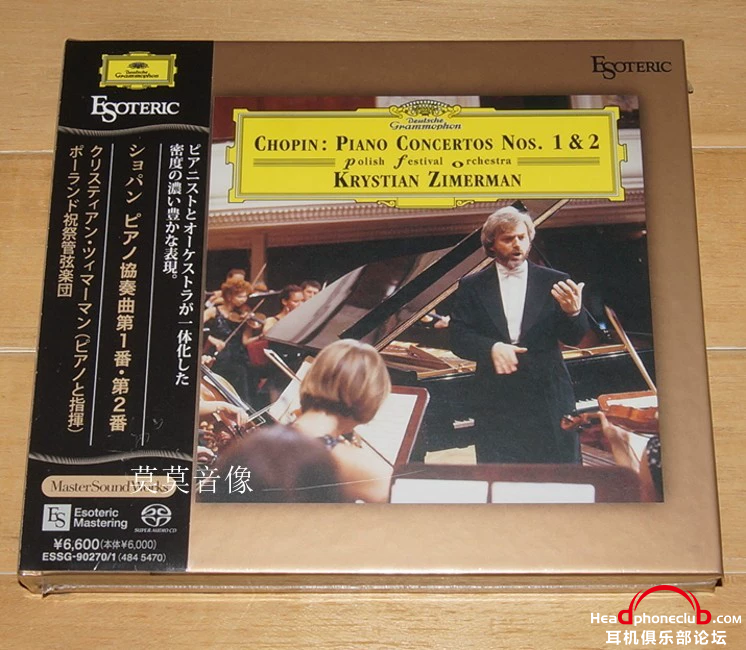 Deutsche
Grammophon
ESOTERIC
ショパン ピアノ協奏曲第1番・第2番
クリスティアン・ツィマーマン(ピアノと指揮)
ポーランド祝祭管弦楽団
ピアニストとオーケストラが一体化した
密度の濃い豊かな表現。
MasterSound Works
ES
Esoteric
Mastering
SUPER AUDIO CD
¥6,600(本体¥6,000)
ESSG-90270/1 (484 5470)
ESOTERIC
Deutsche
Grammophon
CHOPIN: PIANO CONCERTOS NOS. 1 & 2
polish festival orchestra
KRYSTIAN ZIMERMAN
莫莫音像
Headphoneclub.com
耳机俱乐部论坛